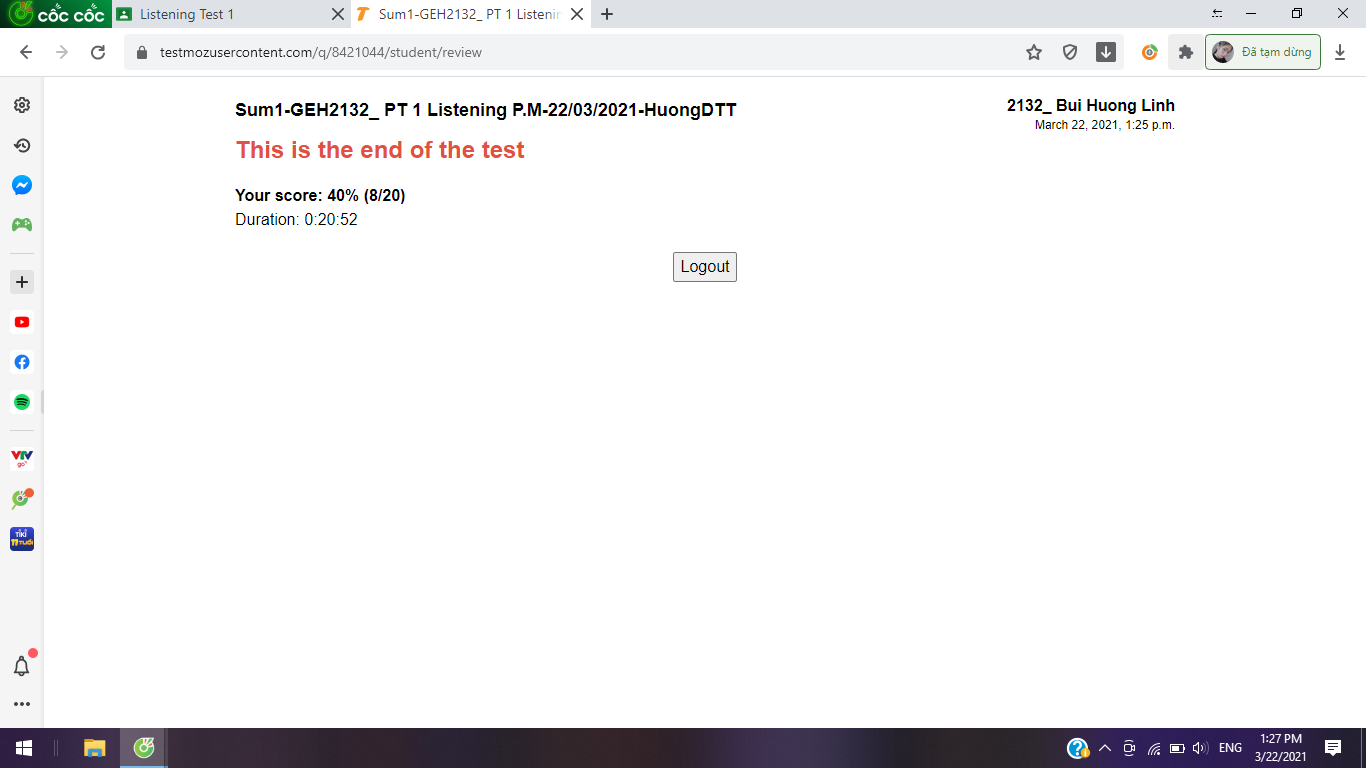 cốc cốc
Listening Test 1
Sum1-GEH2132_ PT 1 Listenin
testmozusercontent.com/q/8421044/student/review
Đã tạm dừng
Sum1-GEH2132_ PT 1 Listening P.M-22/03/2021-HuongDTT
2132_ Bui Huong Linh
March 22, 2021, 1:25 p.m.
This is the end of the test
Your score: 40% (8/20)
Duration: 0:20:52
Logout
VTV
go
TIKI
11 TUỔI
ENG
1:27 PM
3/22/2021